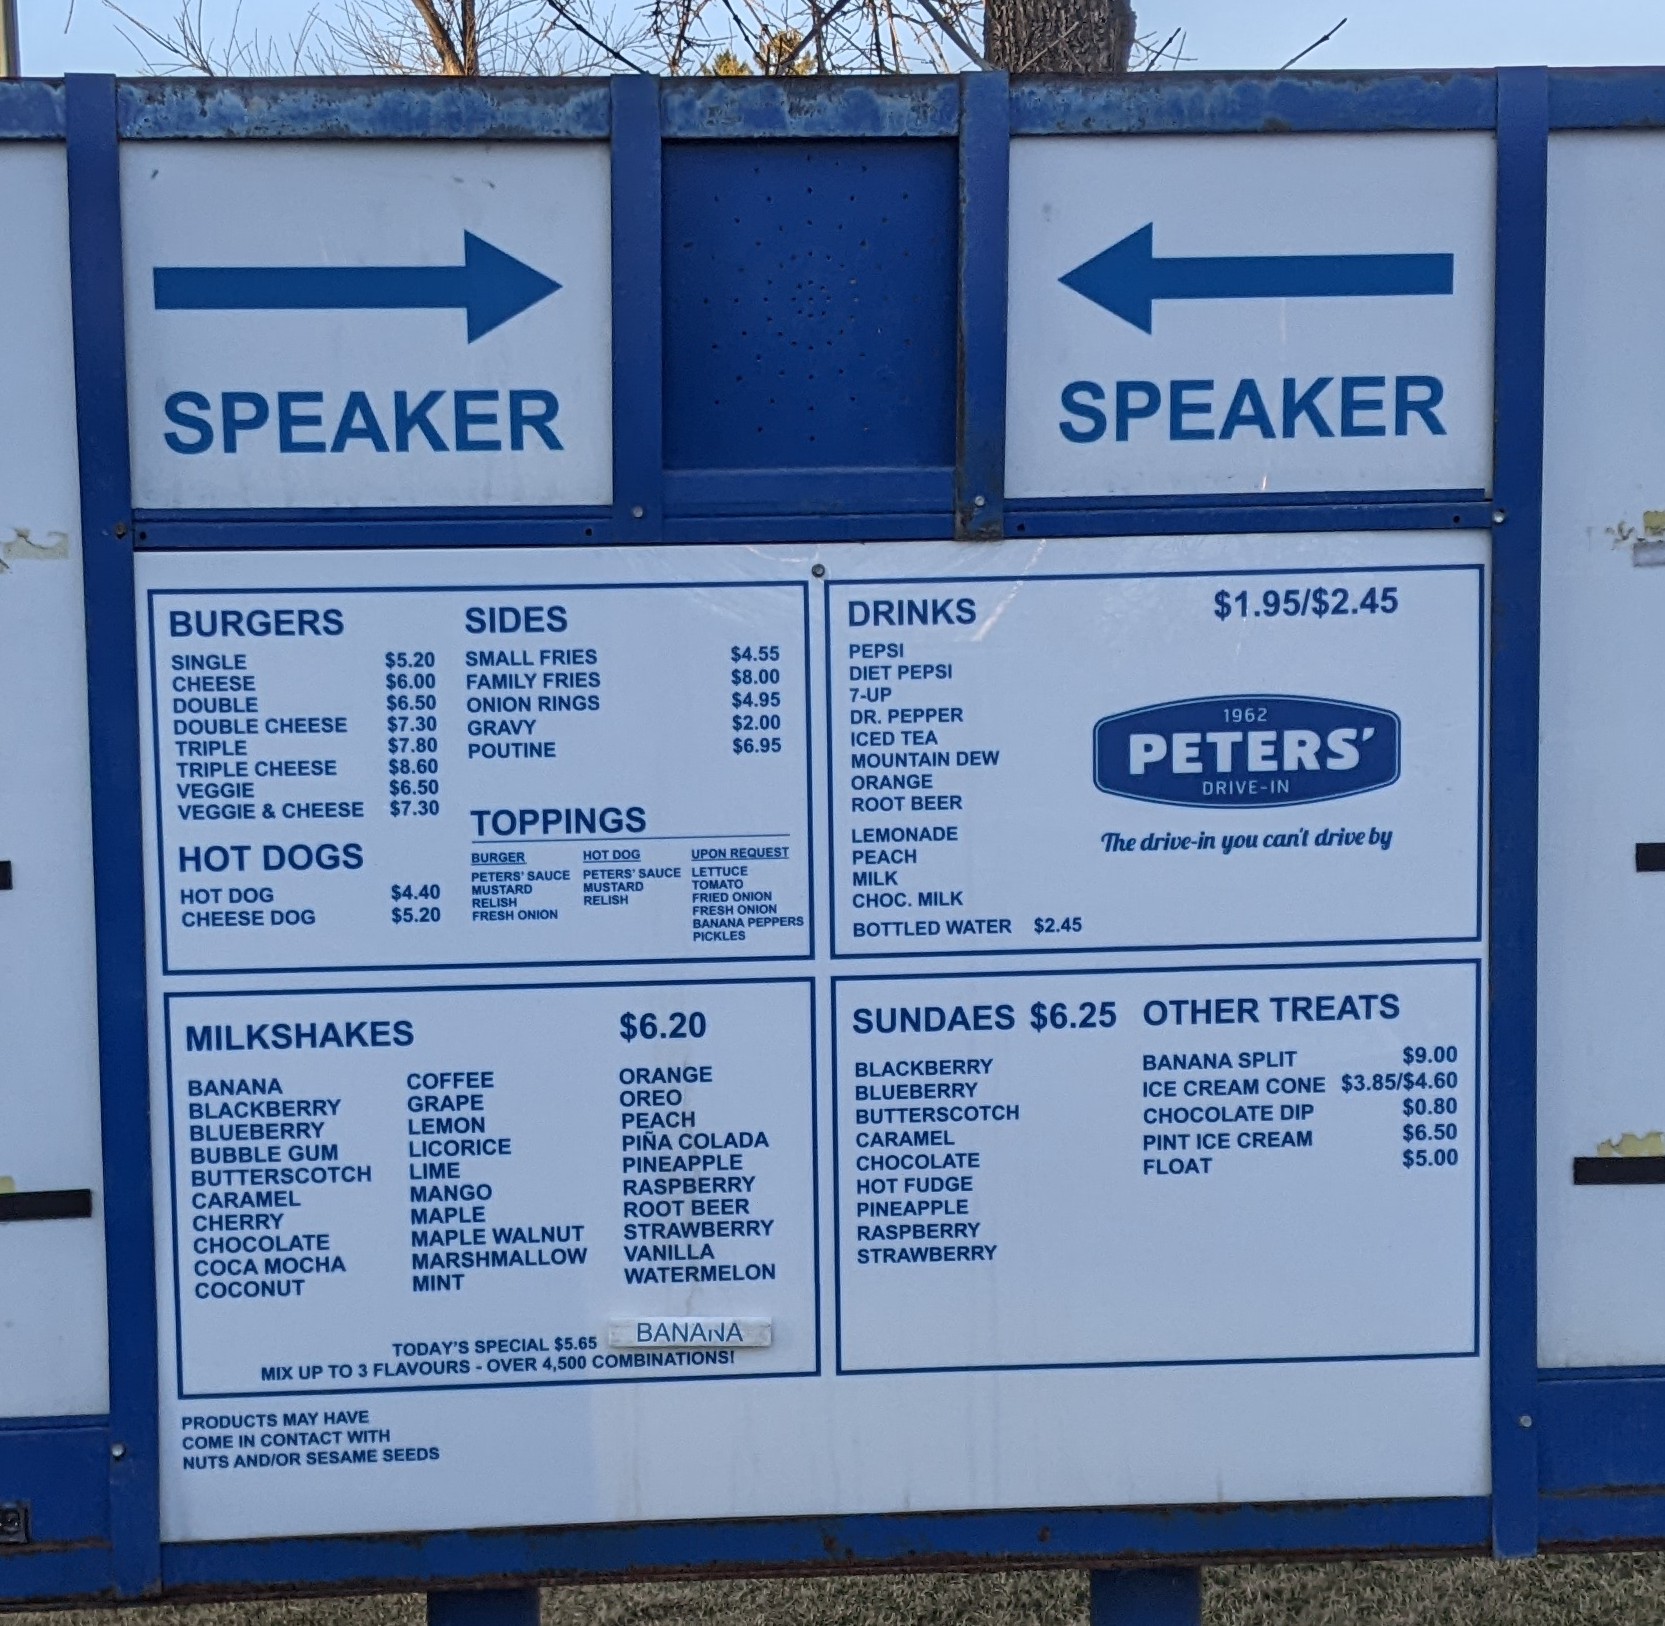 SPEAKER
SPEAKER
BURGERS
SINGLE $5.20
CHEESE $6.00
DOUBLE $6.50
DOUBLE CHEESE $7.30
TRIPLE $7.80
TRIPLE CHEESE $8.60
VEGGIE $6.50
VEGGIE & CHEESE $7.30
HOT DOGS
HOT DOG $4.40
CHEESE DOG $5.20
SIDES
SMALL FRIES $4.55
FAMILY FRIES $8.00
ONION RINGS $4.95
GRAVY $2.00
POUTINE $6.95
TOPPINGS
BURGER
PETERS' SAUCE
MUSTARD
RELISH
FRESH ONION
HOT DOG
PETERS' SAUCE
MUSTARD
RELISH
UPON REQUEST
LETTUCE
TOMATO
FRIED ONION
FRESH ONION
BANANA PEPPERS
PICKLES
DRINKS $1.95/$2.45
PEPSI
DIET PEPSI
7-UP
DR. PEPPER
ICED TEA
MOUNTAIN DEW
ORANGE
ROOT BEER
LEMONADE
PEACH
MILK
CHOC. MILK
BOTTLED WATER $2.45
1962
PETERS'
DRIVE-IN
The drive-in you can't drive by
MILKSHAKES $6.20
BANANA
BLACKBERRY
BLUEBERRY
BUBBLE GUM
BUTTERSCOTCH
CARAMEL
CHERRY
CHOCOLATE
COCA MOCHA
COCONUT
COFFEE
GRAPE
LEMON
LICORICE
LIME
MANGO
MAPLE
MAPLE WALNUT
MARSHMALLOW
MINT
ORANGE
OREO
PEACH
PIÑA COLADA
PINEAPPLE
RASPBERRY
ROOT BEER
STRAWBERRY
VANILLA
WATERMELON
TODAY'S SPECIAL $5.65 BANANA
MIX UP TO 3 FLAVOURS - OVER 4,500 COMBINATIONS!
SUNDAES $6.25
BLACKBERRY
BLUEBERRY
BUTTERSCOTCH
CARAMEL
CHOCOLATE
HOT FUDGE
PINEAPPLE
RASPBERRY
STRAWBERRY
OTHER TREATS
BANANA SPLIT $9.00
ICE CREAM CONE $3.85/$4.60
CHOCOLATE DIP $0.80
PINT ICE CREAM $6.50
FLOAT $5.00
PRODUCTS MAY HAVE
COME IN CONTACT WITH
NUTS AND/OR SESAME SEEDS